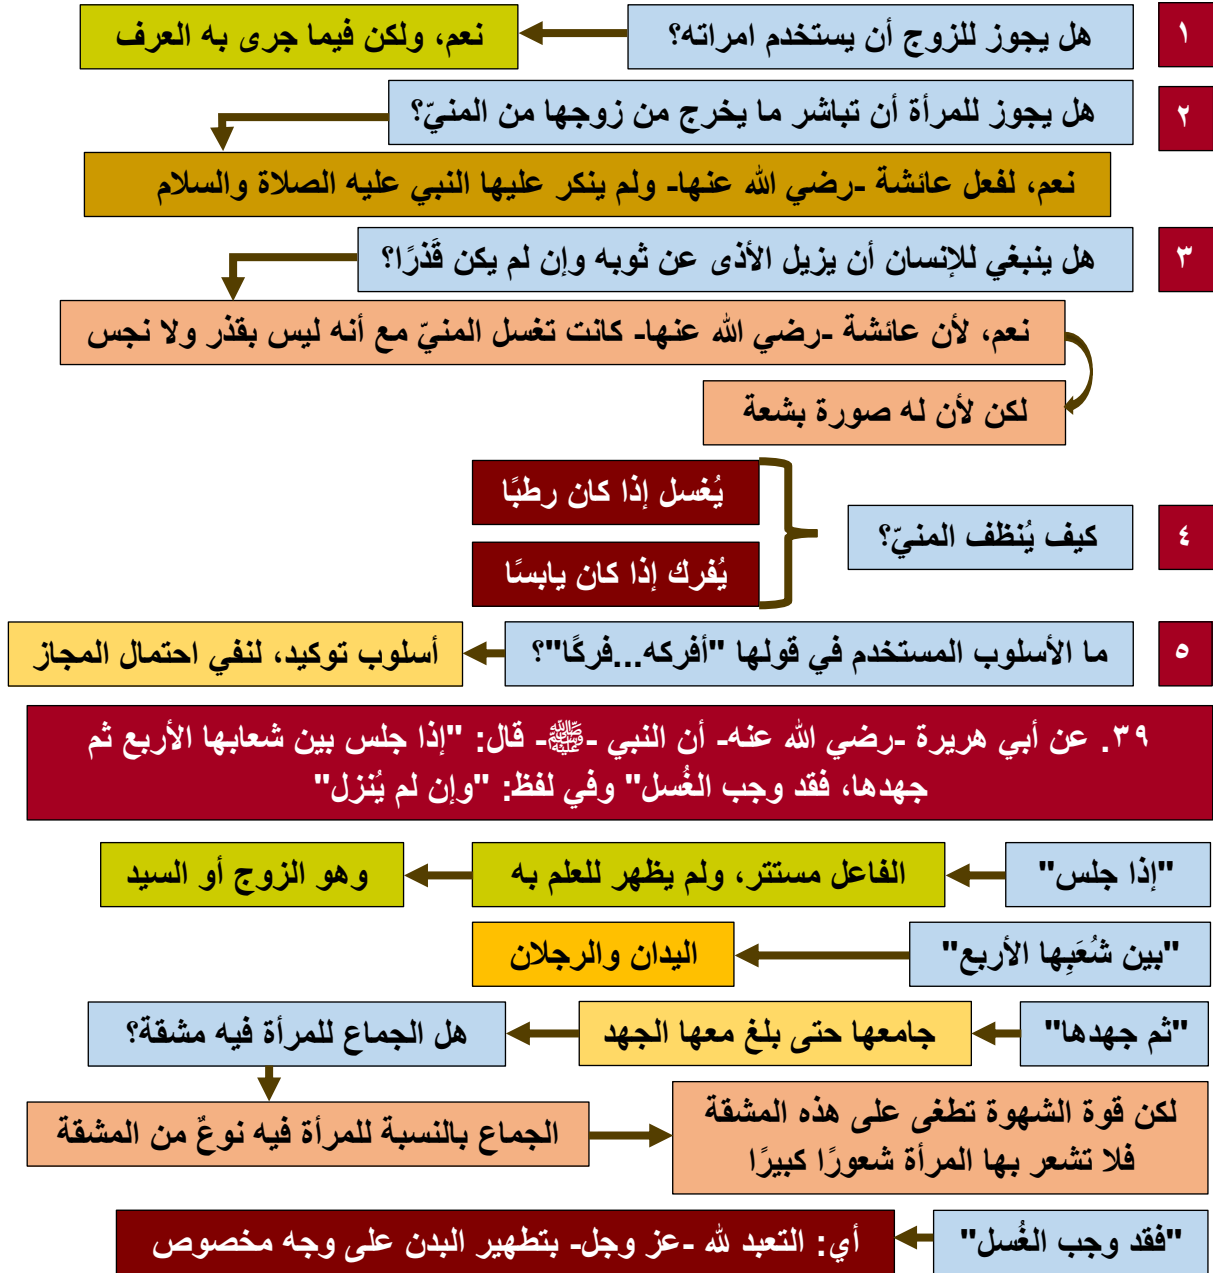 ١
هل يجوز للزوج أن يستخدم امراته؟
نعم، ولكن فيما جرى به العرف
٢
هل يجوز للمرأة أن تباشر ما يخرج من زوجها من المنيّ؟
نعم، لفعل عائشة -رضي الله عنها- ولم ينكر عليها النبي عليه الصلاة والسلام
٣
هل ينبغي للإنسان أن يزيل الأذى عن ثوبه وإن لم يكن قَذرًا؟
نعم، لأن عائشة -رضي الله عنها- كانت تغسل المنيّ مع أنه ليس بقذر ولا نجس
لكن لأن له صورة بشعة
٤
كيف يُنظف المنيّ؟
يُغسل إذا كان رطبًا
يُفرك إذا كان يابسًا
٥
ما الأسلوب المستخدم في قولها "أفركه...فركًا"؟
أسلوب توكيد، لنفي احتمال المجاز
٣٩. عن أبي هريرة -رضي الله عنه- أن النبي -ﷺ- قال: "إذا جلس بين شعابها الأربع ثم
جهدها، فقد وجب الغُسل" وفي لفظ: "وإن لم يُنزل"
"إذا جلس"
الفاعل مستتر، ولم يظهر للعلم به
وهو الزوج أو السيد
"بين شُعَبِها الأربع"
اليدان والرجلان
"ثم جهدها"
جامعها حتى بلغ معها الجهد
هل الجماع للمرأة فيه مشقة؟
الجماع بالنسبة للمرأة فيه نوعٌ من المشقة
لكن قوة الشهوة تطغى على هذه المشقة
فلا تشعر بها المرأة شعورًا كبيرًا
"فقد وجب الغُسل"
أي: التعبد لله -عز وجل- بتطهير البدن على وجه مخصوص